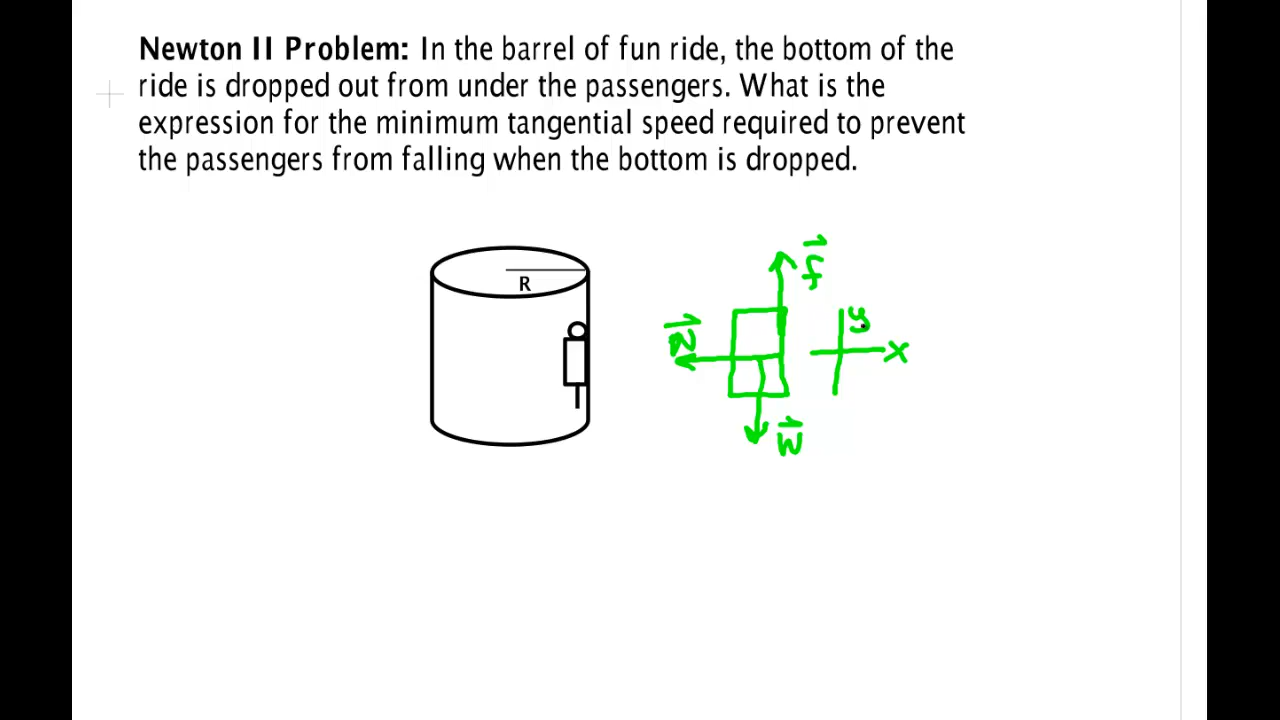 Newton II Problem: In the barrel of fun ride, the bottom of the
ride is dropped out from under the passengers. What is the
expression for the minimum tangential speed required to prevent
the passengers from falling when the bottom is dropped.
f
R
y
N
x
W